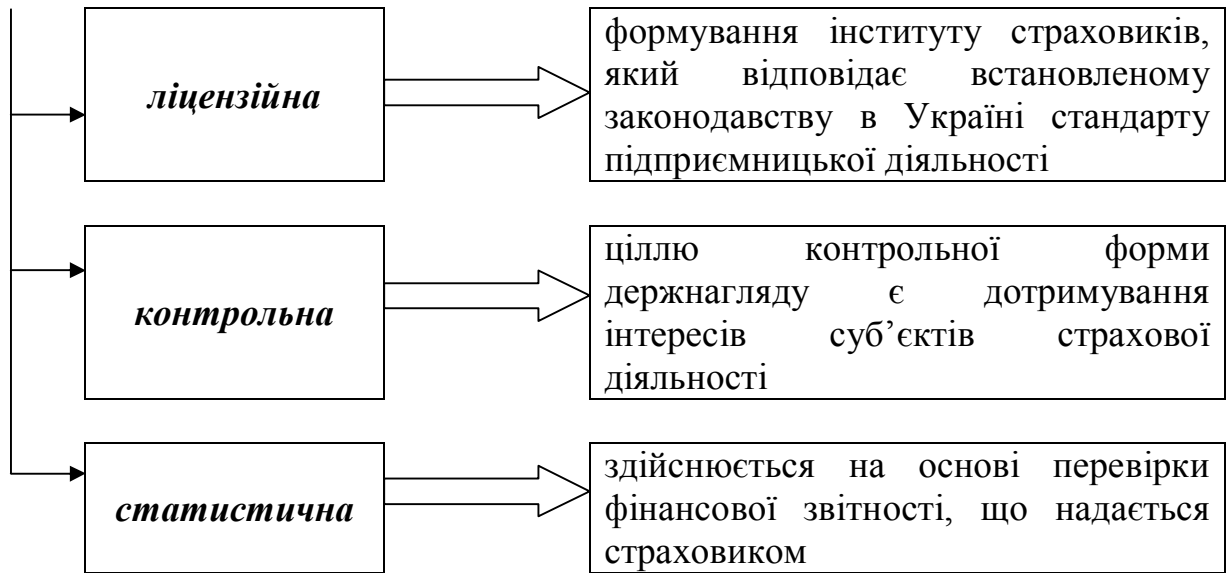 ліцензійна
формування інституту страховиків,
який відповідає встановленому
законодавству в Україні стандарту
підприємницької діяльності
контрольна
ціллю контрольної форми
держнагляду є дотримування
інтересів суб’єктів страхової
діяльності
статистична
здійснюється на основі перевірки
фінансової звітності, що надається
страховиком